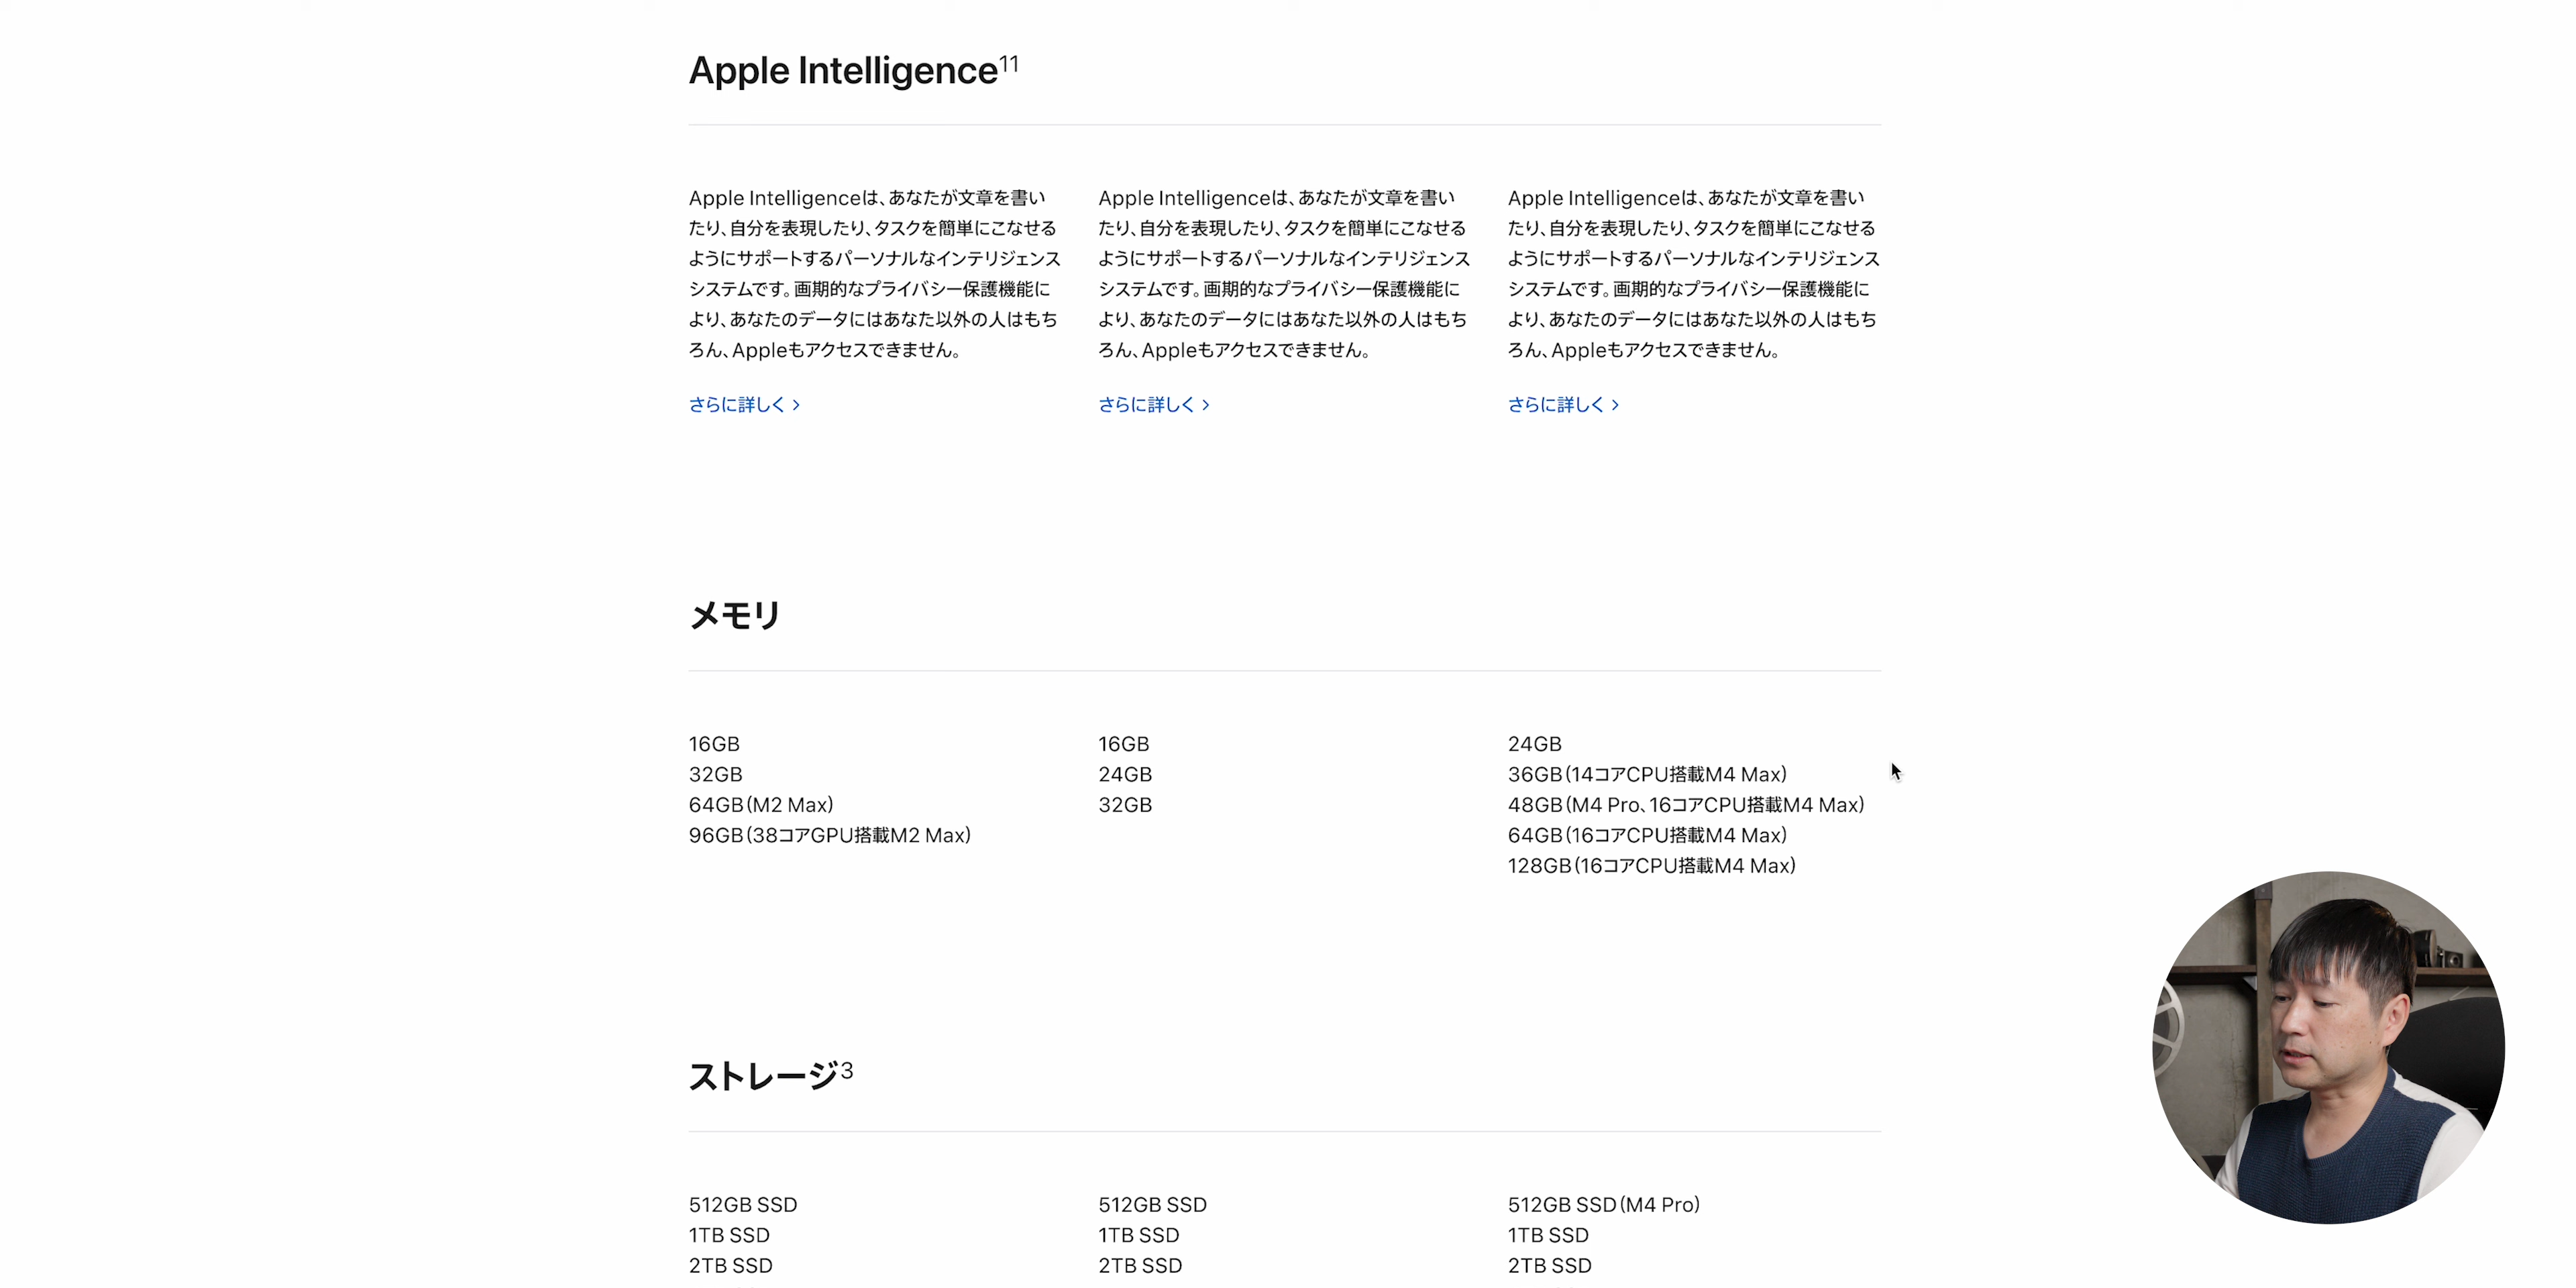 Apple Intelligence11
Apple Intelligenceは、あなたが文章を書い
たり、自分を表現したり、タスクを簡単にこなせる
ようにサポートするパーソナルなインテリジェンス
システムです。画期的なプライバシー保護機能に
より、あなたのデータにはあなた以外の人はもち
ろん、Appleもアクセスできません。
さらに詳しく >
Apple Intelligenceは、あなたが文章を書い
たり、自分を表現したり、タスクを簡単にこなせる
ようにサポートするパーソナルなインテリジェンス
システムです。画期的なプライバシー保護機能に
より、あなたのデータにはあなた以外の人はもち
ろん、Appleもアクセスできません。
さらに詳しく >
Apple Intelligenceは、あなたが文章を書い
たり、自分を表現したり、タスクを簡単にこなせる
ようにサポートするパーソナルなインテリジェンス
システムです。画期的なプライバシー保護機能に
より、あなたのデータにはあなた以外の人はもち
ろん、Appleもアクセスできません。
さらに詳しく >
メモリ
16GB
32GB
64GB(M2 Max)
96GB(38コアGPU搭載M2 Max)
16GB
24GB
32GB
24GB
36GB(14コアCPU搭載M4 Max)
48GB(M4 Pro、16コアCPU搭載M4 Max)
64GB(16コアCPU搭載M4 Max)
128GB(16コアCPU搭載M4 Max)
ストレージ3
512GB SSD
1TB SSD
2TB SSD
512GB SSD
1TB SSD
2TB SSD
512GB SSD(M4 Pro)
1TB SSD
2TB SSD